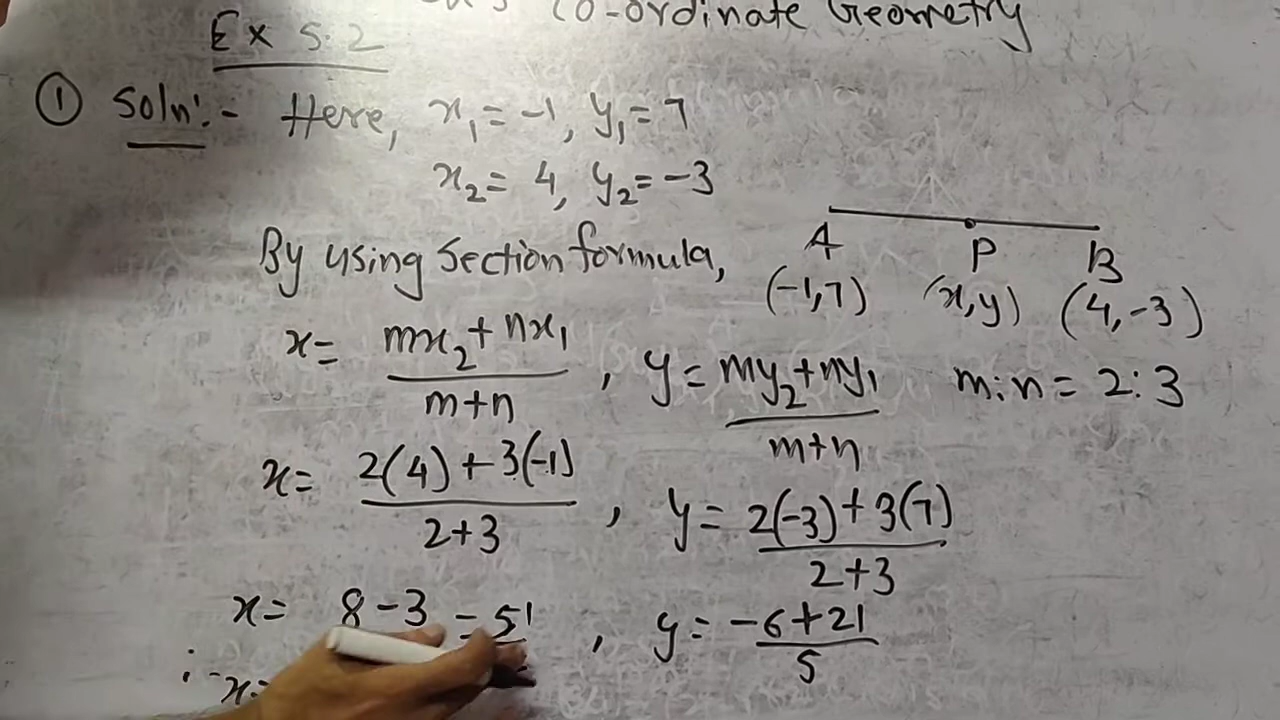 Co-ordinate Geometry
Ex 5.2
① Soln:- Here, x₁ = -1, y₁ = 7
x₂ = 4, y₂ = -3
By using section formula,
A P B
(-1,7) (x,y) (4,-3)
x = mx₂ + nx₁ / m+n , y = my₂ + ny₁ / m+n m:n = 2:3
x = 2(4) + 3(-1) / 2+3 , y = 2(-3) + 3(7) / 2+3
x = 8-3 = 5 , y = -6+21 / 5
∴ x =